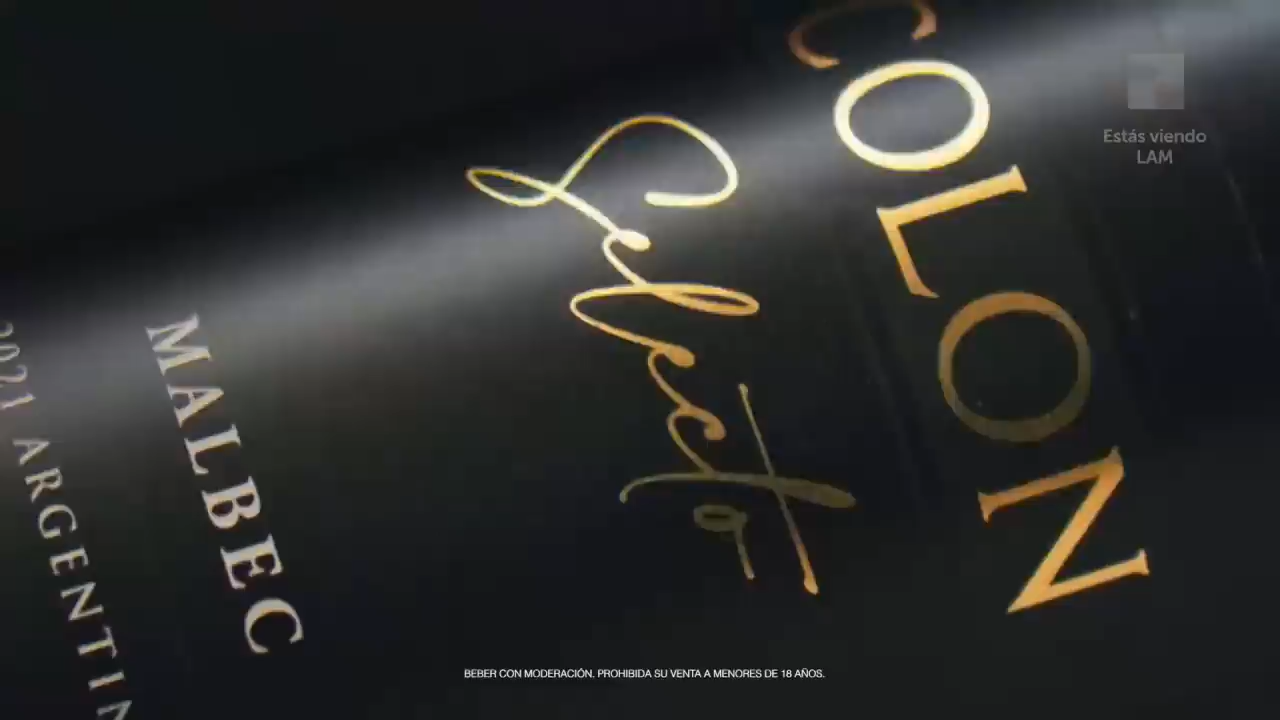 COLON
Selecto
MALBEC
2021 ARGENTIN
Estás viendo
LAM
BEBER CON MODERACIÓN. PROHIBIDA SU VENTA A MENORES DE 18 AÑOS.